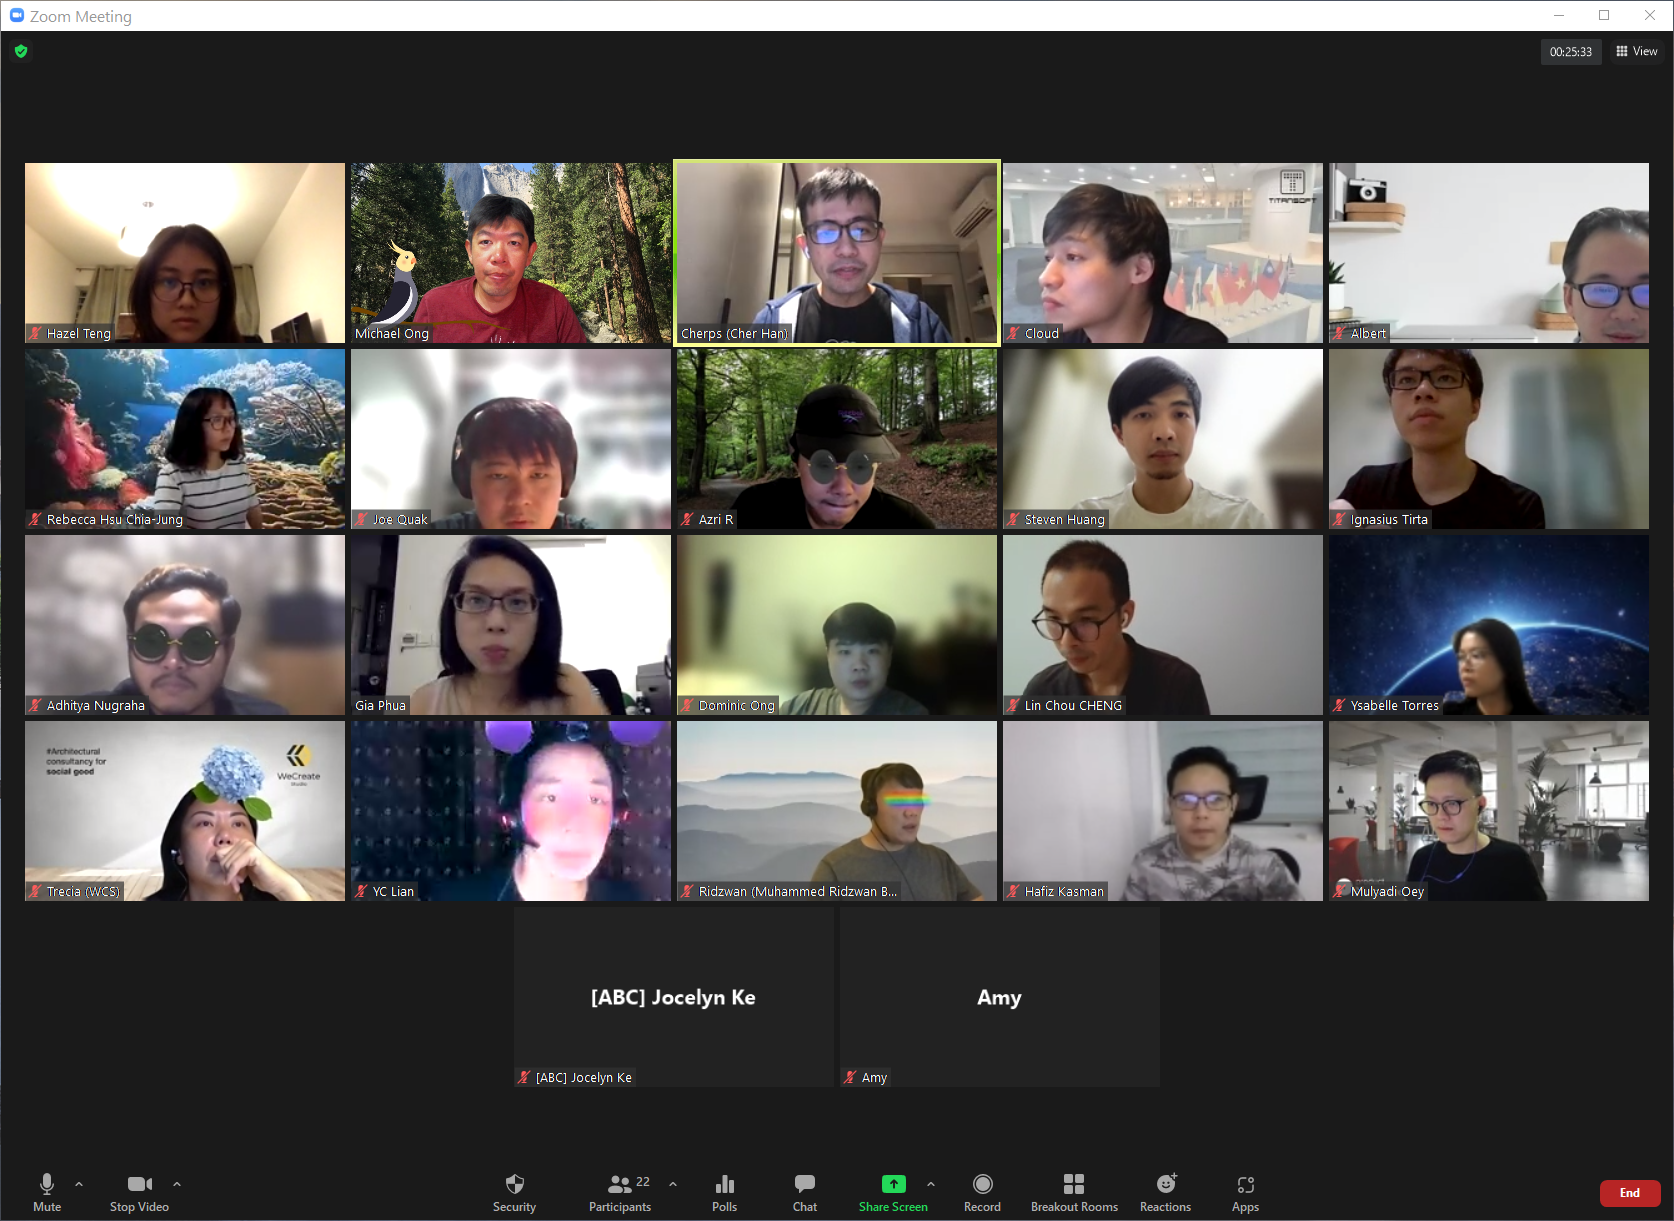 Zoom Meeting
00:25:33
View
Hazel Teng
Michael Ong
Cherps (Cher Han)
TITANSOFT
Cloud
Albert
Rebecca Hsu Chia-Jung
Joe Quak
Azri R
Steven Huang
Ignasius Tirta
Adhitya Nugraha
Gia Phua
Dominic Ong
Lin Chou CHENG
Ysabelle Torres
#Architectural
consultancy for
social good
WeCreate
Studio
Trecia (WCS)
YC Lian
Ridzwan (Muhammed Ridzwan B...
Hafiz Kasman
Mulyadi Oey
[ABC] Jocelyn Ke
Amy
[ABC] Jocelyn Ke
Amy
Mute
Stop Video
Security
22
Participants
Polls
Chat
Share Screen
Record
Breakout Rooms
Reactions
Apps
End